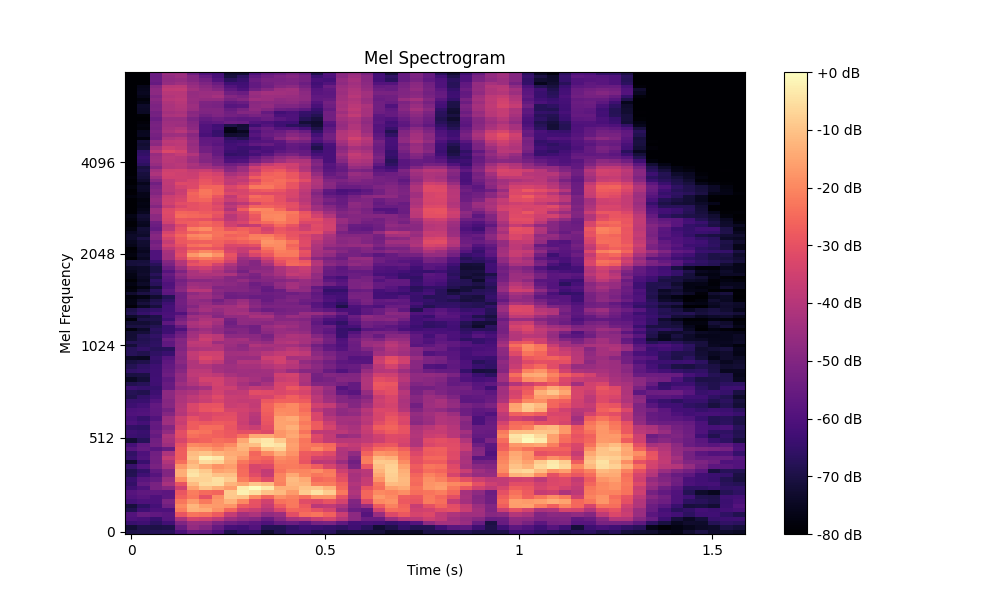 Mel Spectrogram
+0 dB
-10 dB
-20 dB
-30 dB
-40 dB
-50 dB
-60 dB
-70 dB
-80 dB
4096
2048
1024
512
0
Mel Frequency
0 0.5 1 1.5
Time (s)